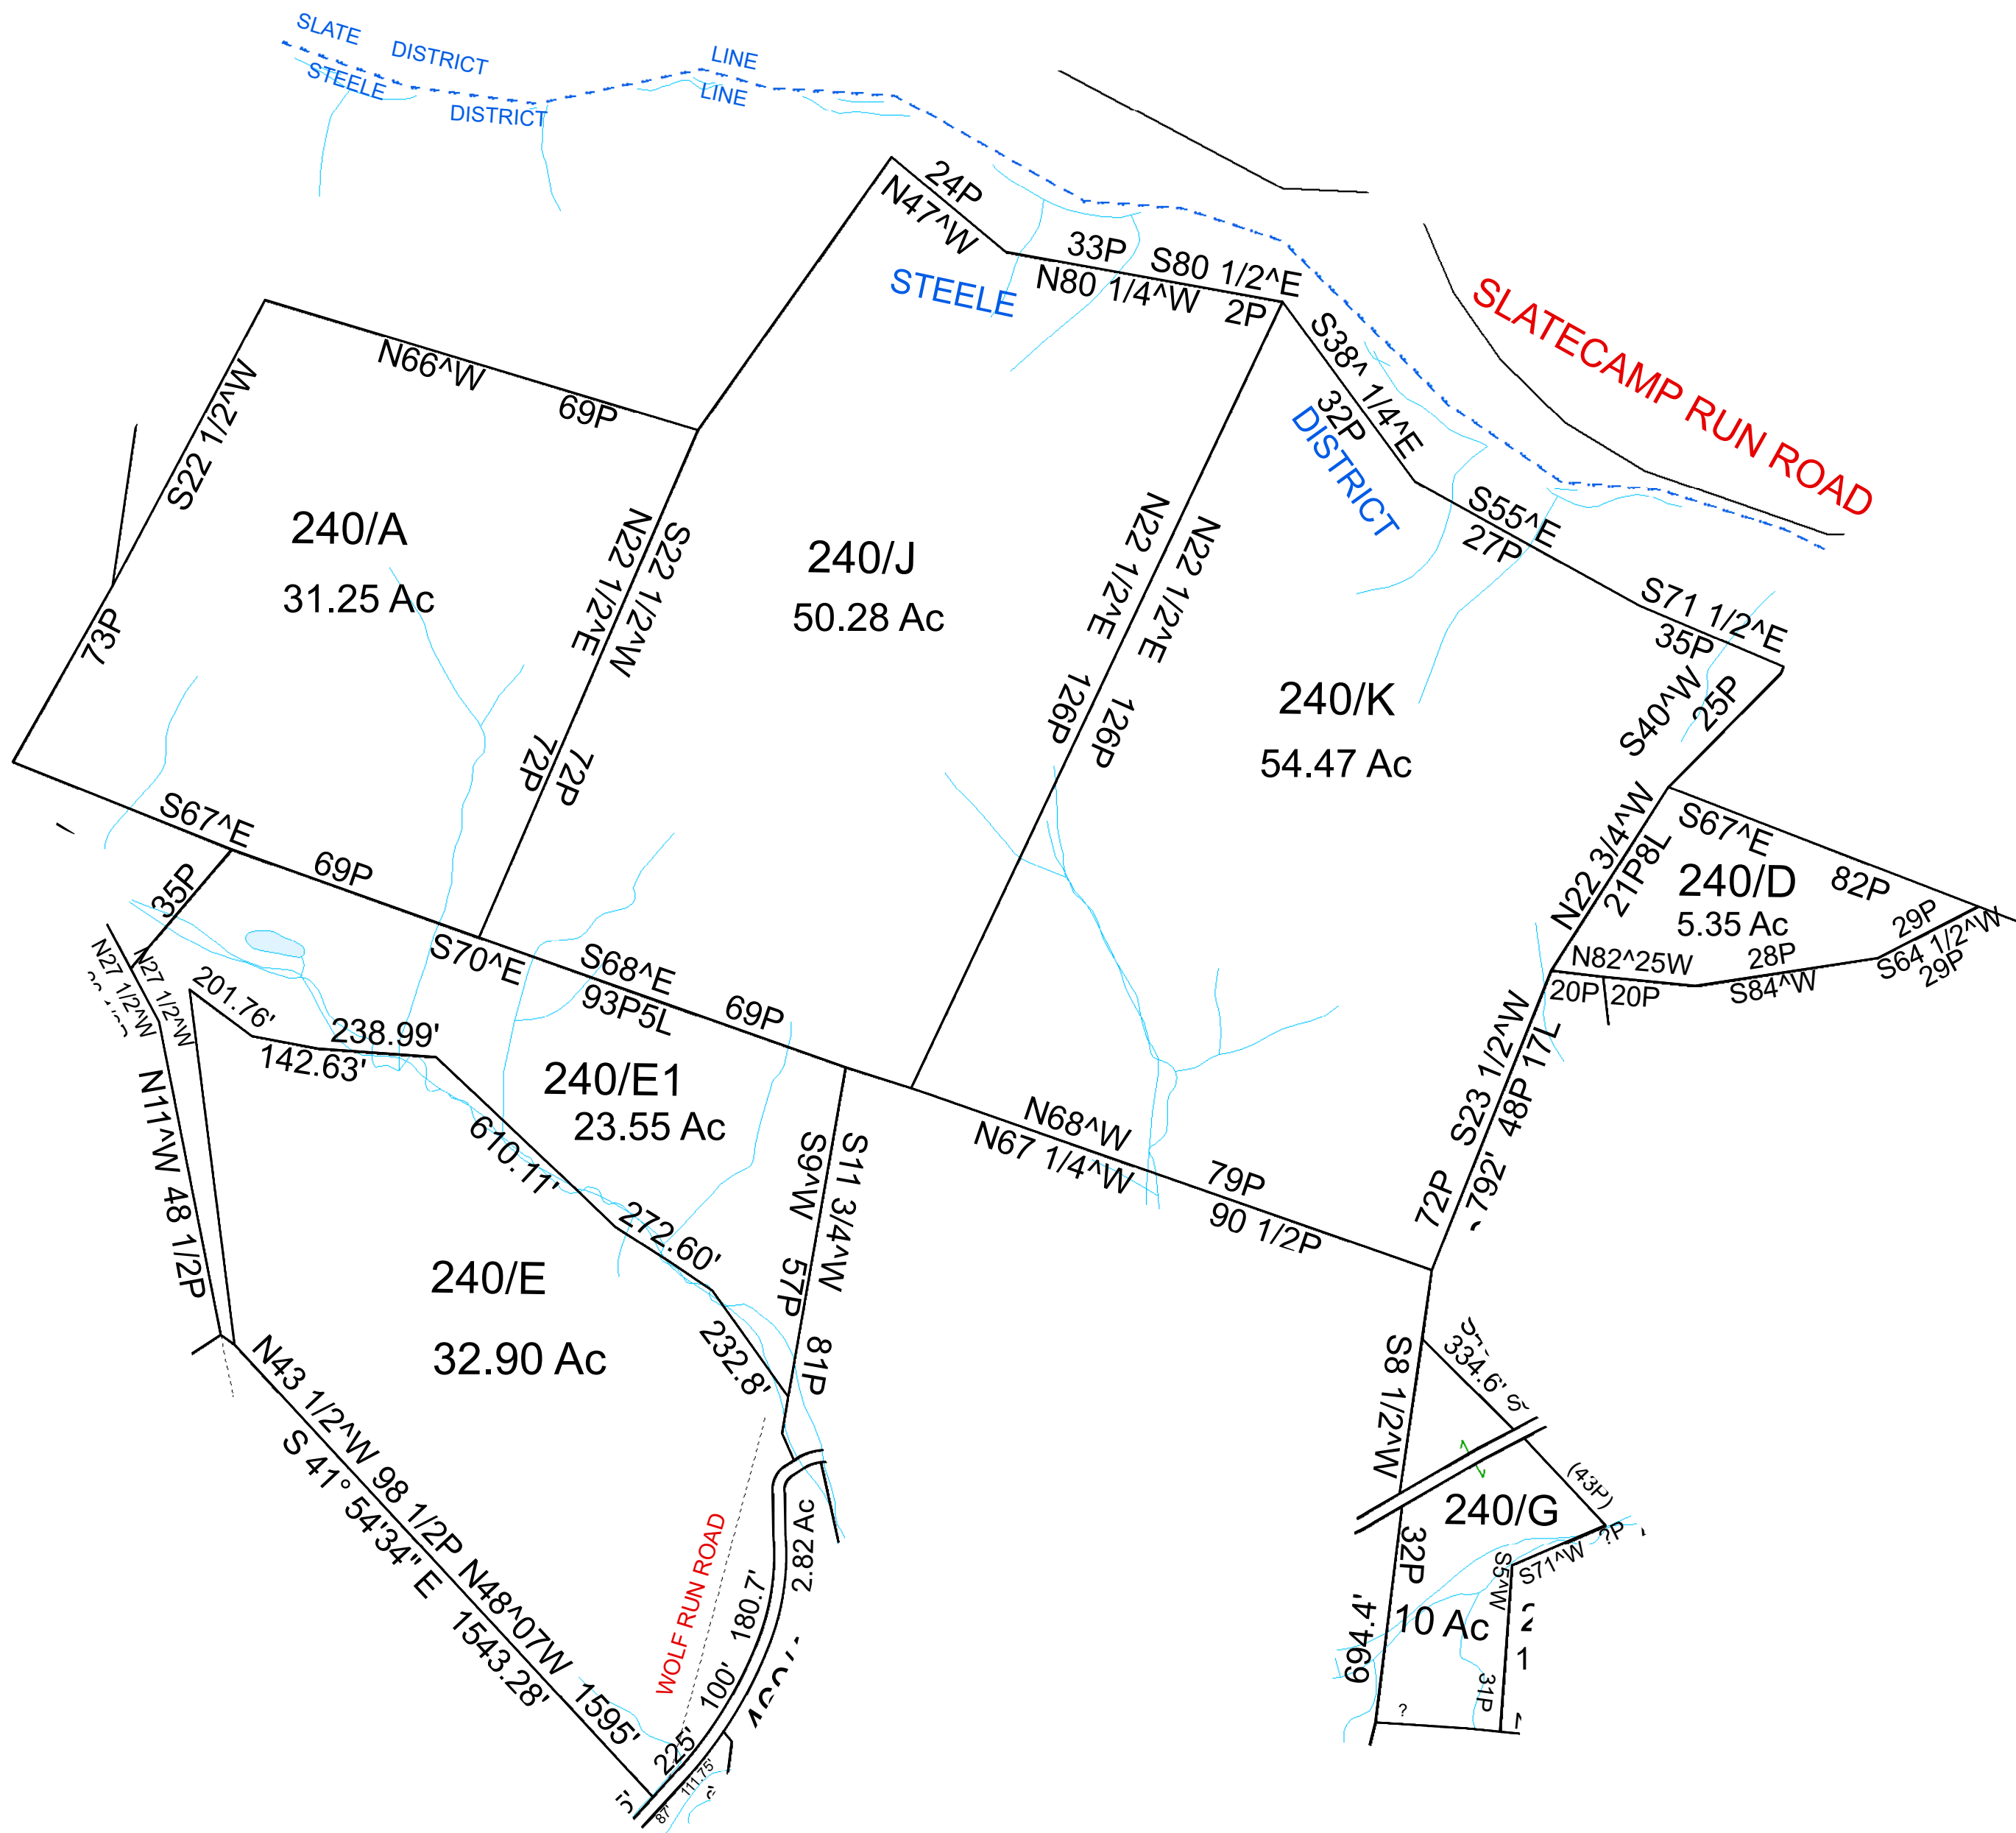 SLATE DISTRICT LINE
STEELE DISTRICT LINE
24P
N47^W
33P
S80 1/2^E
N80 1/4^W
2P
STEELE
DISTRICT
SLATECAMP RUN ROAD
S38^ 1/4^E
32P
S55^E
27P
S71 1/2^E
35P
S40^W
25P
N66^W
69P
S22 1/2^W
73P
240/A
31.25 Ac
S22 1/2^W
N22 1/2^E
72P
72P
240/J
50.28 Ac
N22 1/2^E
N22 1/2^E
126P
126P
240/K
54.47 Ac
N22 3/4^W
21P8L
S67^E
82P
240/D
5.35 Ac
29P
S64 1/2^W
29P
N82^25W
28P
S84^W
20P
20P
S67^E
69P
35P
S70^E
S68^E
93P5L
69P
N27 1/2^W
N27 1/2^W
201.76'
238.99'
142.63'
240/E1
23.55 Ac
610.11'
272.60'
232.8'
S9^W
57P
S11 3/4^W
81P
N68^W
N67 1/4^W
79P
90 1/2P
S23 1/2^W
48P 17L
72P
792'
N11^W 48 1/2P
240/E
32.90 Ac
N43 1/2^W 98 1/2P N48^07W 1595'
S 41° 54'34" E 1543.28'
WOLF RUN ROAD
2.82 Ac
180.7'
100'
225'
111.75'
87'
S8 1/2^W
32P
694.4'
334.6'
(43P)
Z
240/G
10 Ac
?P
S71^W
S5^W
31P
?
2
1